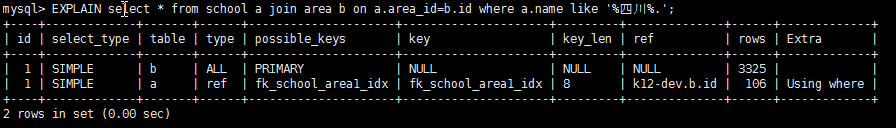 mysql> EXPLAIN select * from school a join area b on a.area_id=b.id where a.name like '%四川%.';
+----+-------------+-------+------+----------------------+----------------------+---------+--------------+------+-------------+
| id | select_type | table | type | possible_keys | key | key_len | ref | rows | Extra |
+----+-------------+-------+------+----------------------+----------------------+---------+--------------+------+-------------+
| 1 | SIMPLE | b | ALL | PRIMARY | NULL | NULL | NULL | 3325 | |
| 1 | SIMPLE | a | ref | fk_school_area1_idx | fk_school_area1_idx | 8 | k12-dev.b.id | 106 | Using where |
+----+-------------+-------+------+----------------------+----------------------+---------+--------------+------+-------------+
2 rows in set (0.00 sec)